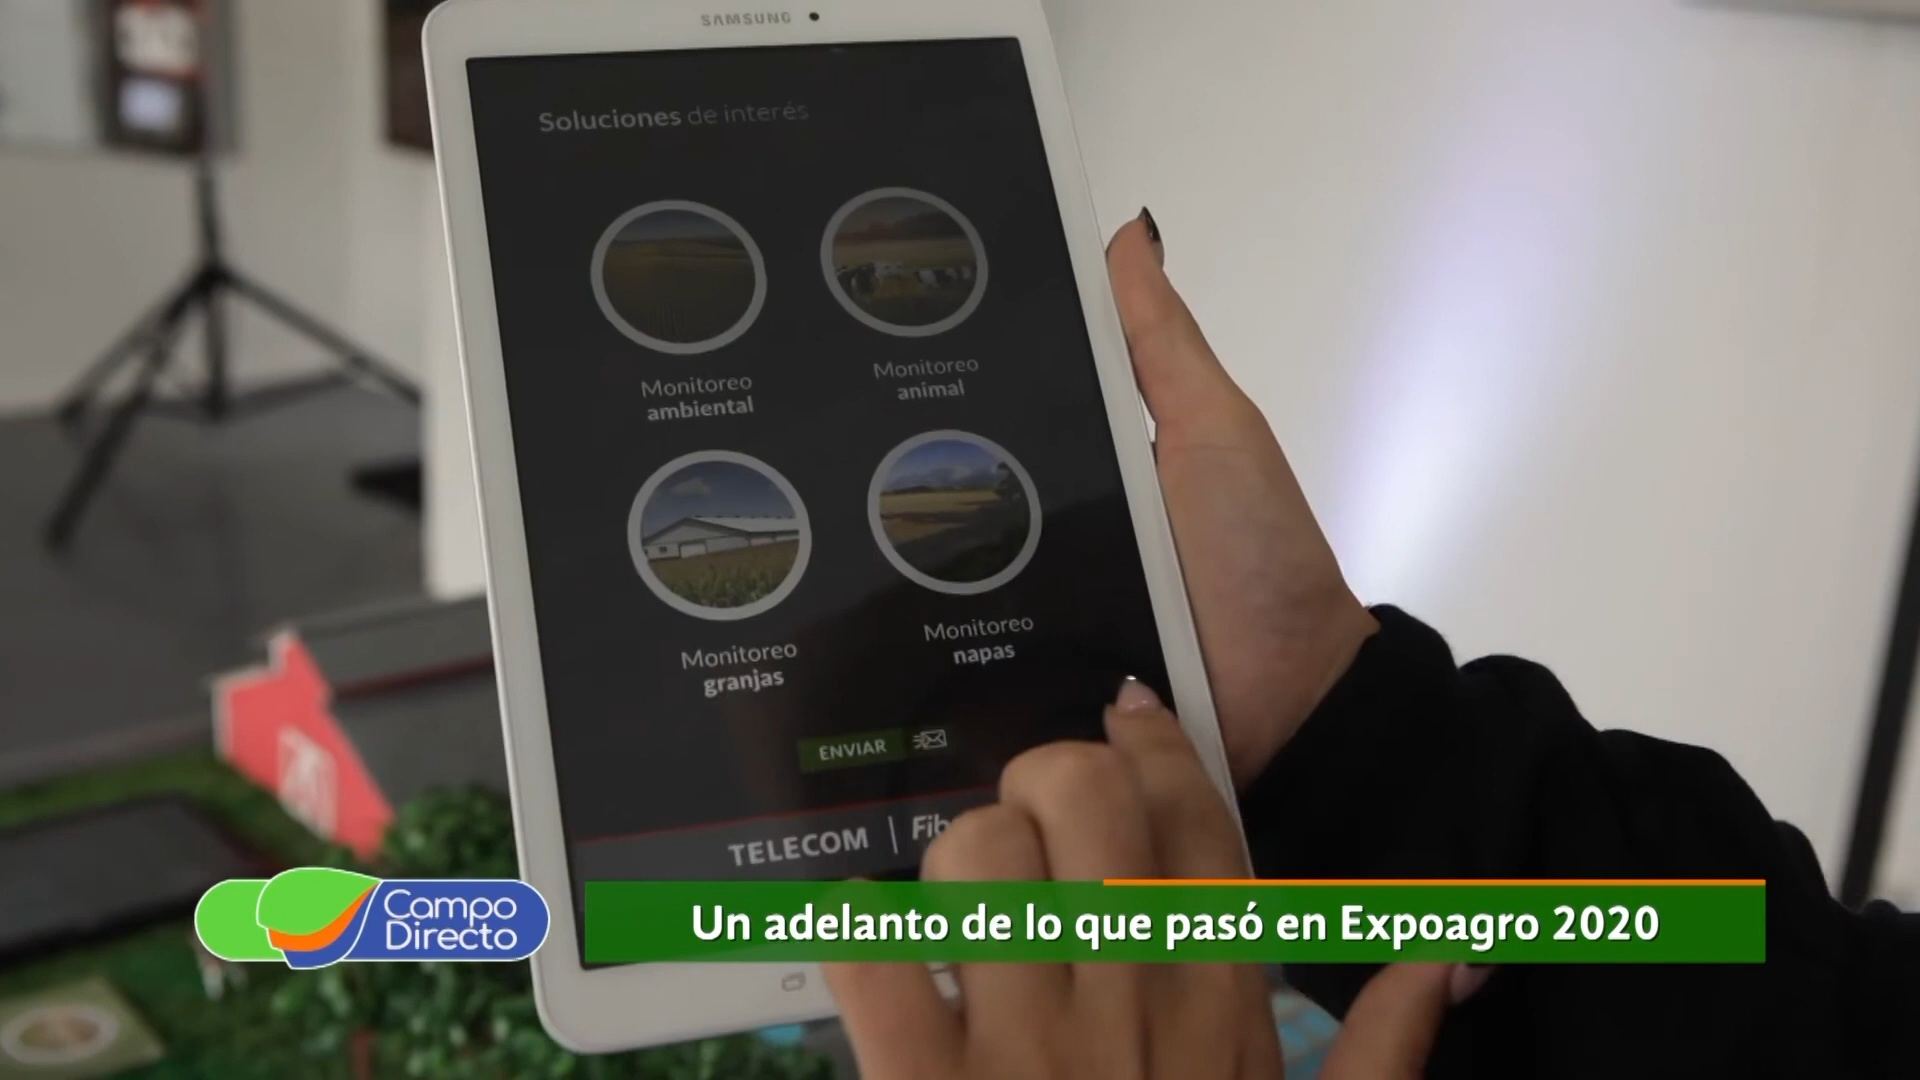 SAMSUNG
Soluciones de interés
Monitoreo
ambiental
Monitoreo
animal
Monitoreo
granjas
Monitoreo
napas
ENVIAR
TELECOM | Fib
Campo
Directo
Un adelanto de lo que pasó en Expoagro 2020